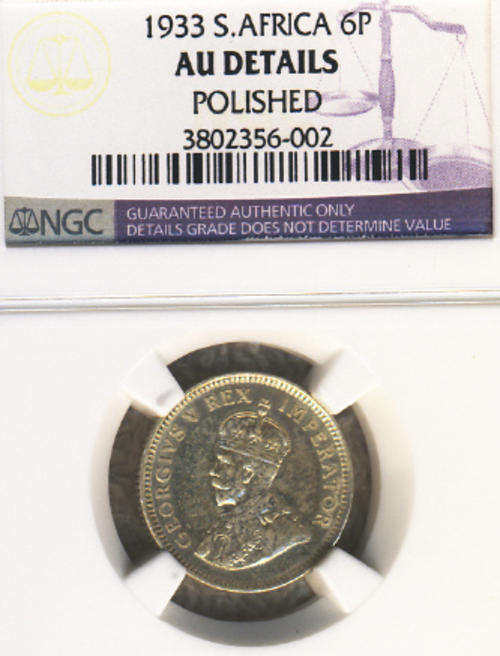 1933 S.AFRICA 6P
AU DETAILS
POLISHED
3802356-002
NGC
GUARANTEED AUTHENTIC ONLY
DETAILS GRADE DOES NOT DETERMINE VALUE
GEORGIVS V REX IMPERATOR